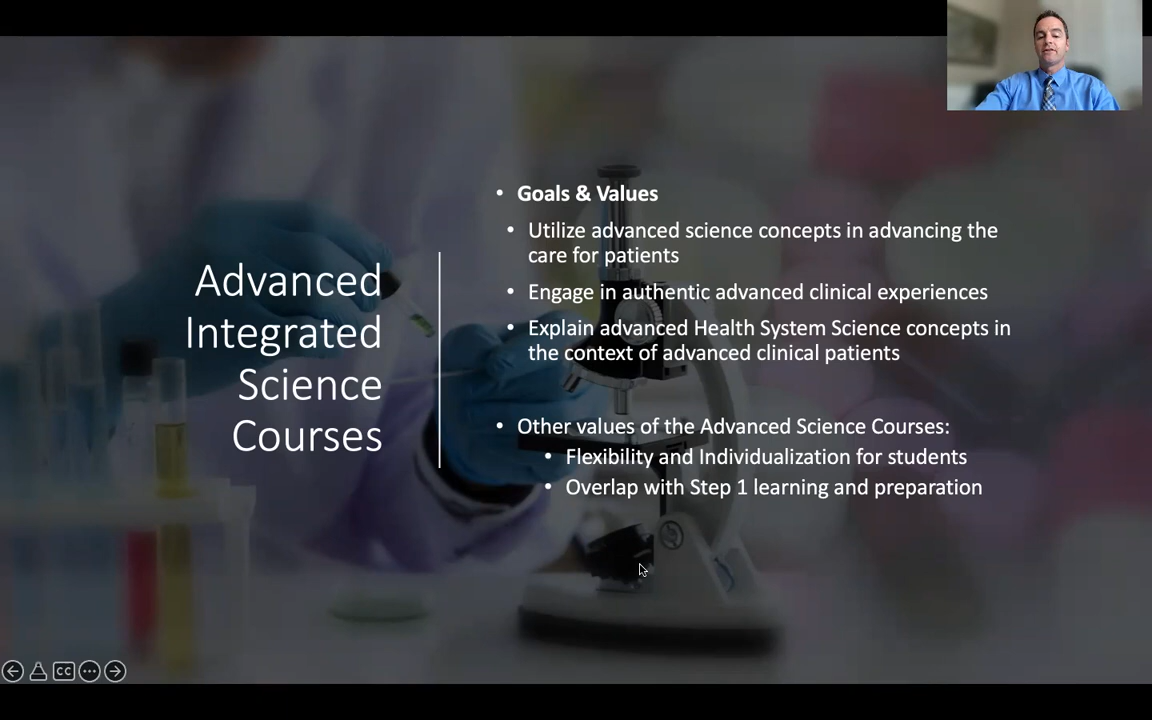 Advanced
Integrated
Science
Courses
• Goals & Values
• Utilize advanced science concepts in advancing the
care for patients
• Engage in authentic advanced clinical experiences
• Explain advanced Health System Science concepts in
the context of advanced clinical patients
• Other values of the Advanced Science Courses:
• Flexibility and Individualization for students
• Overlap with Step 1 learning and preparation
CC